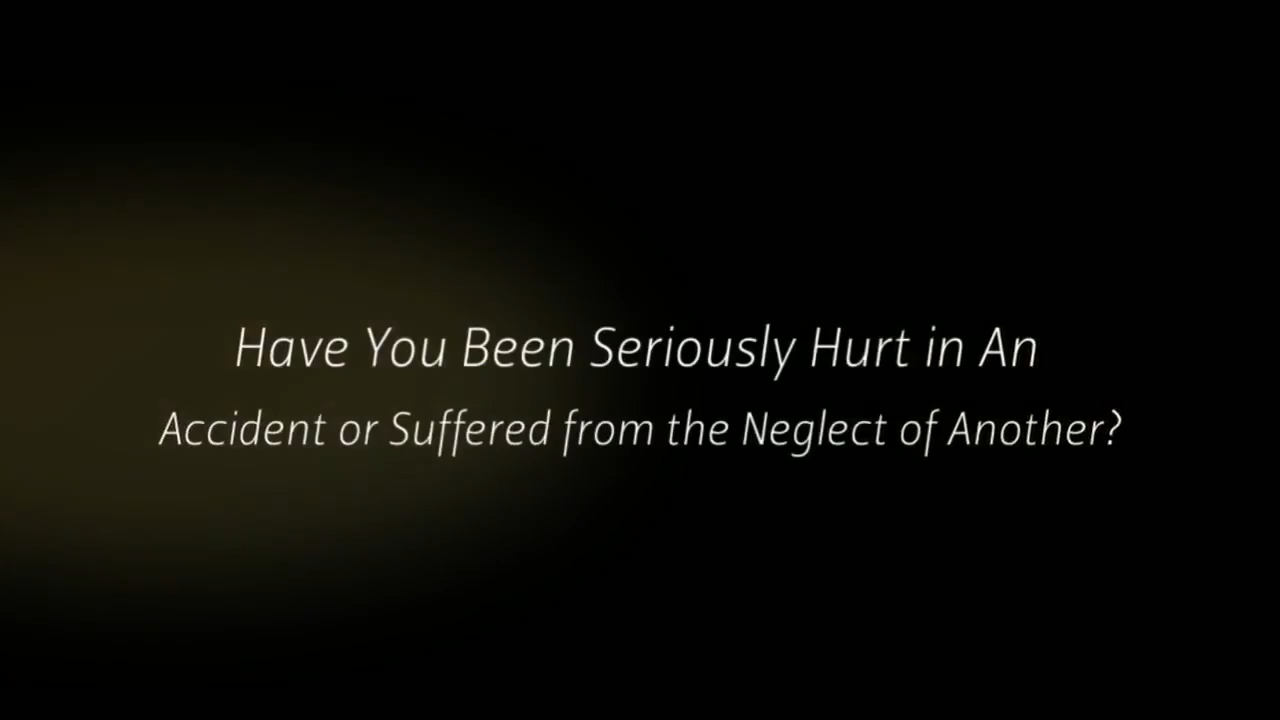 Have You Been Seriously Hurt in An
Accident or Suffered from the Neglect of Another?